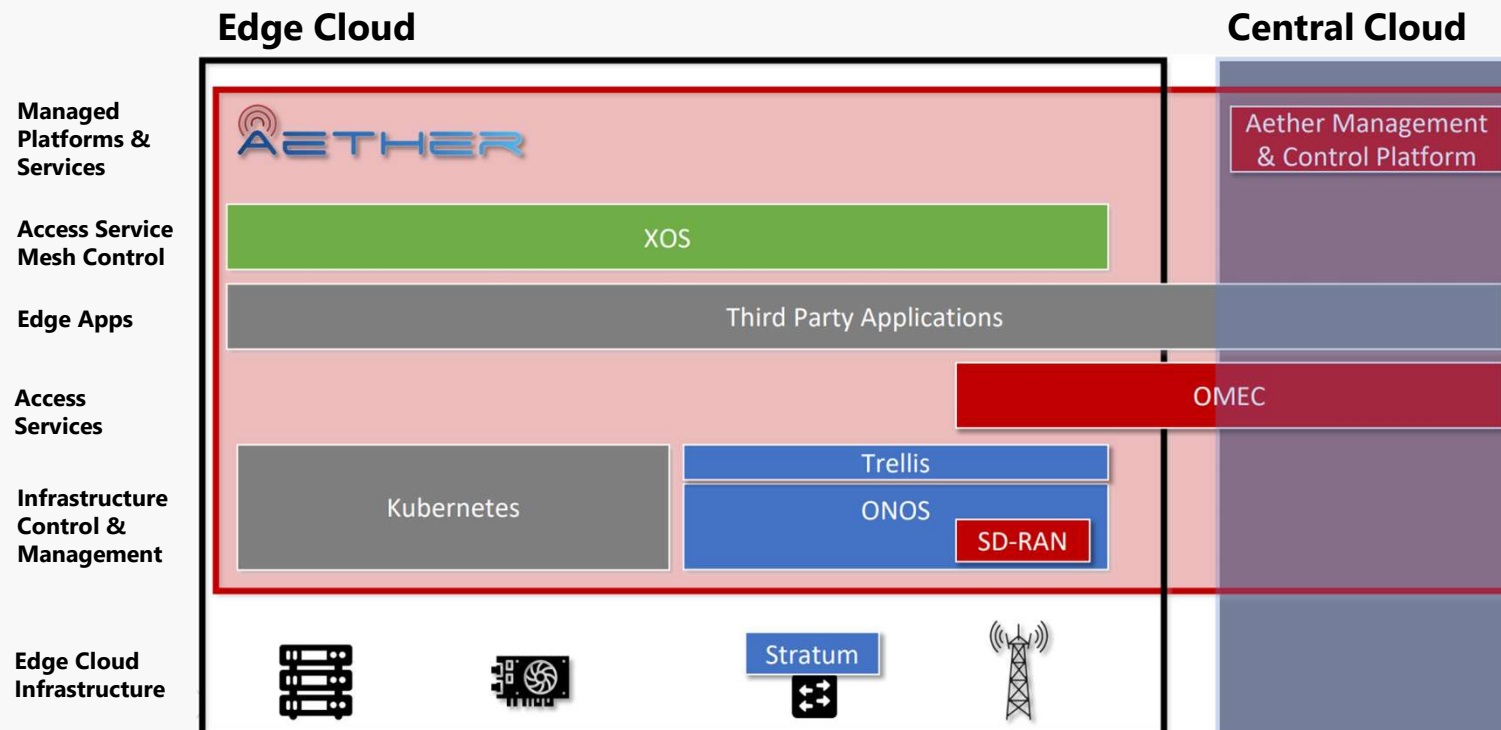 Edge Cloud
Central Cloud
Managed
Platforms &
Services
AETHER
Aether Management
& Control Platform
Access Service
Mesh Control
XOS
Edge Apps
Third Party Applications
Access
Services
OMEC
Infrastructure
Control &
Management
Kubernetes
Trellis
ONOS
SD-RAN
Edge Cloud
Infrastructure
Stratum